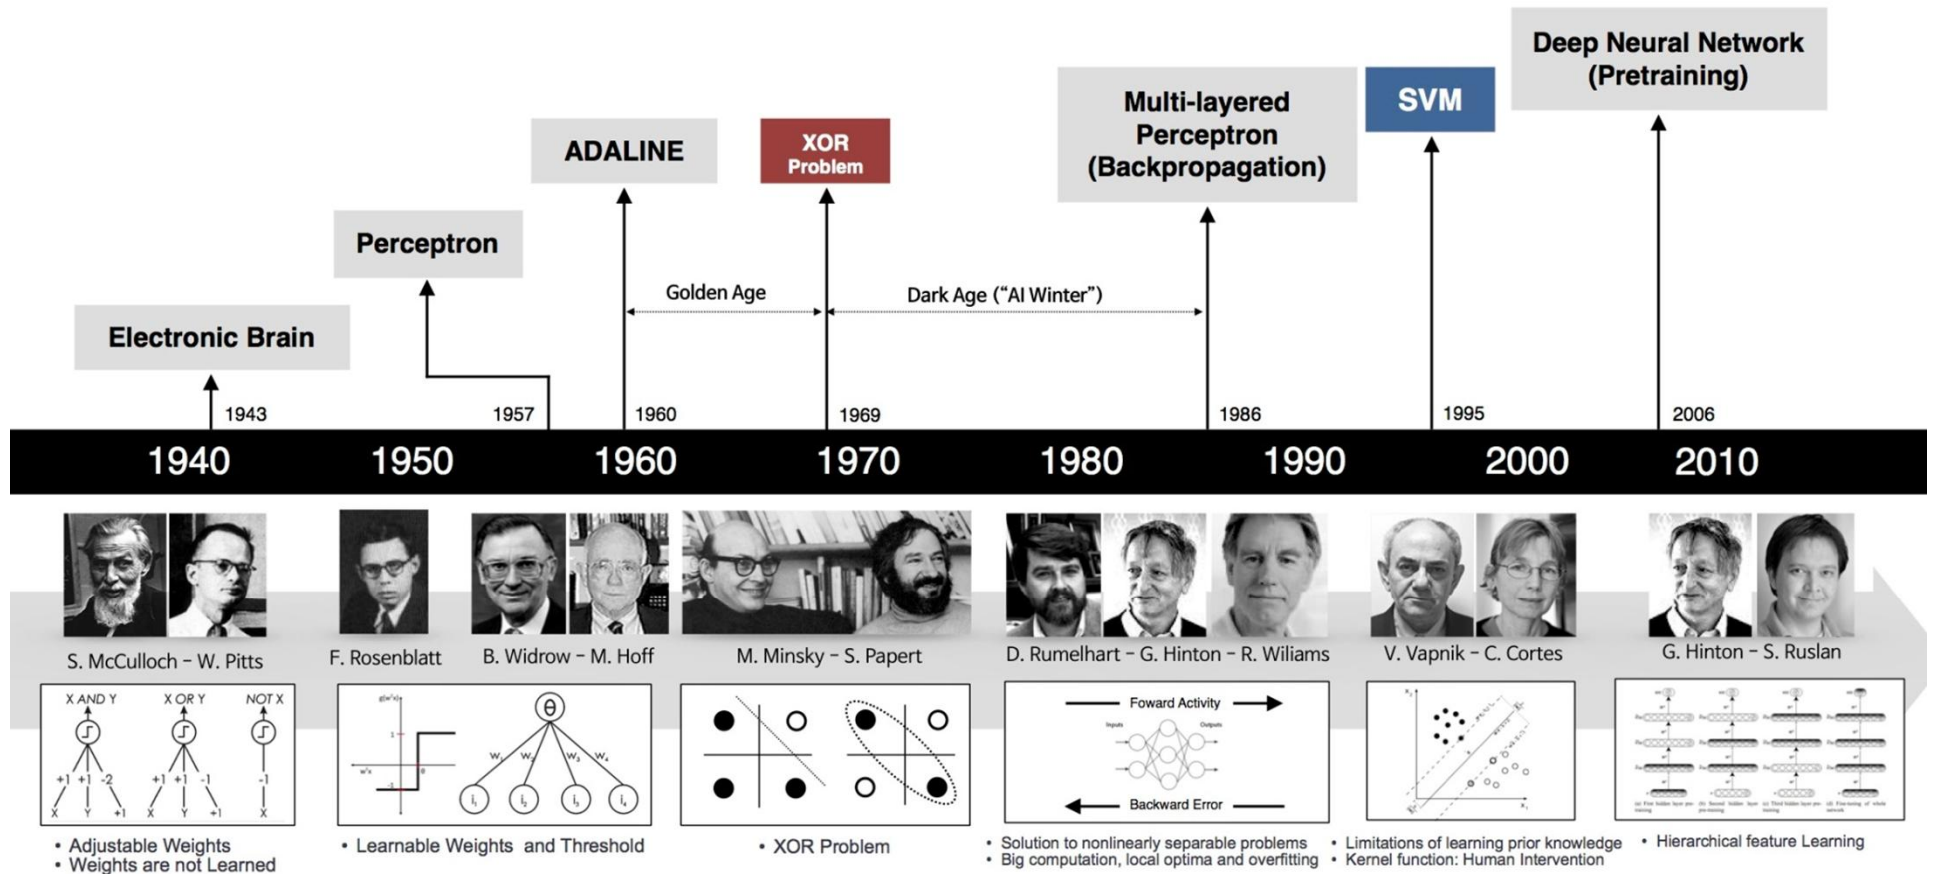 Deep Neural Network
(Pretraining)
Multi-layered
Perceptron
(Backpropagation)
SVM
ADALINE
XOR
Problem
Perceptron
Golden Age
Dark Age ("AI Winter")
Electronic Brain
1943
1957
1960
1969
1986
1995
2006
1940
1950
1960
1970
1980
1990
2000
2010
S. McCulloch – W. Pitts
F. Rosenblatt
B. Widrow – M. Hoff
M. Minsky – S. Papert
D. Rumelhart – G. Hinton – R. Wiliams
V. Vapnik – C. Cortes
G. Hinton – S. Ruslan
X AND Y
X OR Y
NOT X
+1 +1 -2
+1 +1 -1
-1
X Y +1
X Y +1
X
θ
1
-1
W₂
W₃
W₄
i₁ i₂ i₃ i₄
Foward Activity
Inputs
Outputs
Backward Error
X₂
X₁
• Adjustable Weights
• Weights are not Learned
• Learnable Weights and Threshold
• XOR Problem
• Solution to nonlinearly separable problems
• Big computation, local optima and overfitting
• Limitations of learning prior knowledge
• Kernel function: Human Intervention
• Hierarchical feature Learning